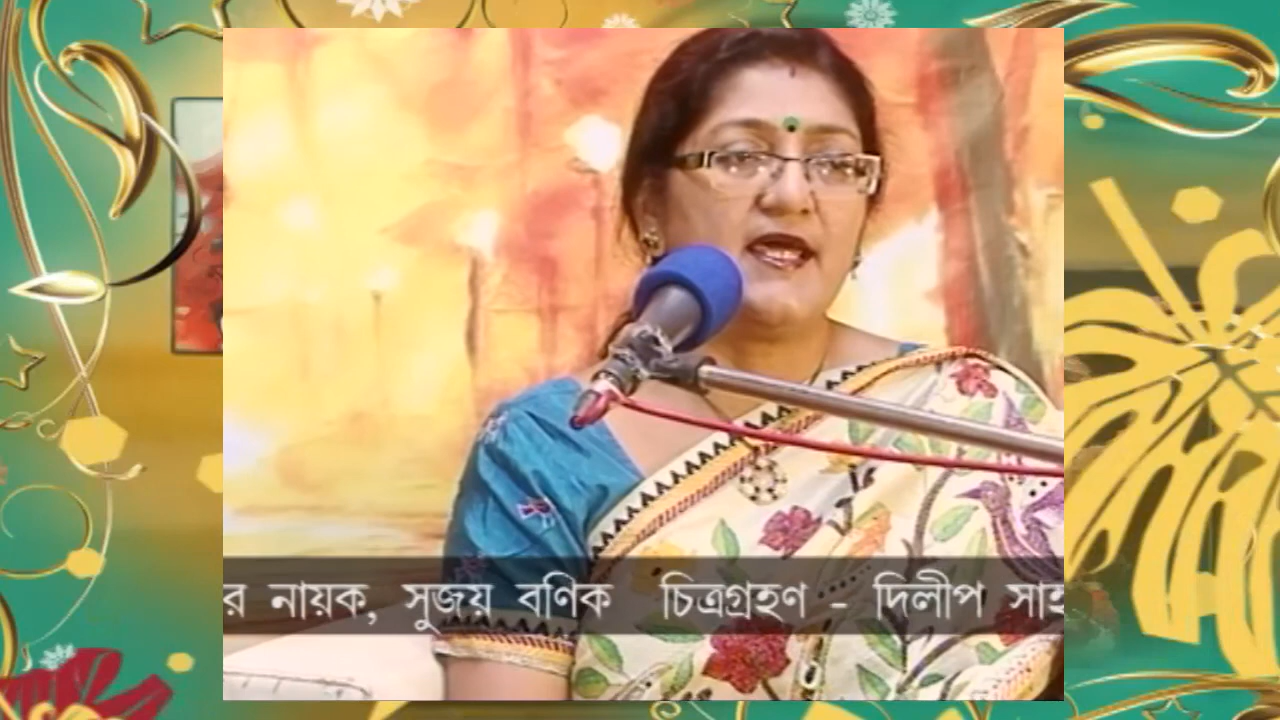 র নায়ক, সুজয় বণিক চিত্রগ্রহণ - দিলীপ সাহ